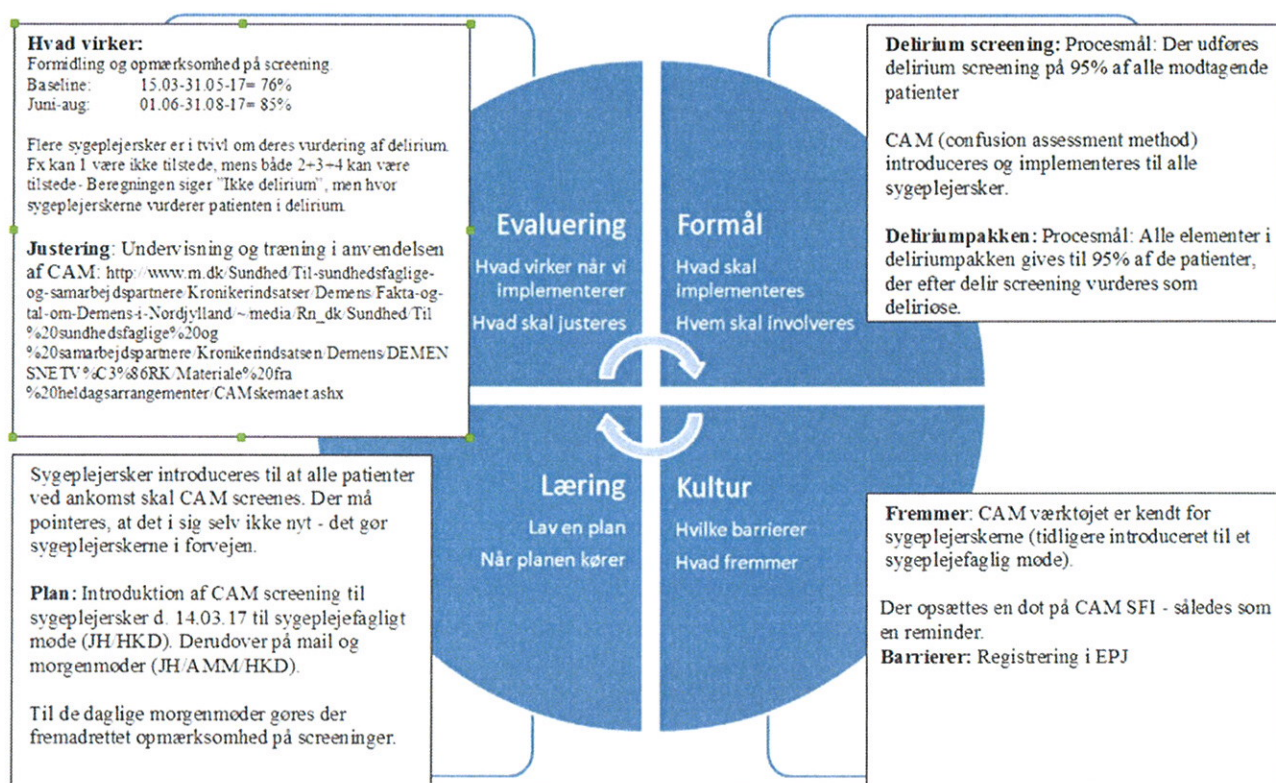 Hvad virker:
Formidling og opmærksomhed på screening.
Baseline: 15.03-31.05-17= 76%
Juni-aug: 01.06-31.08-17= 85%
Flere sygeplejersker er i tvivl om deres vurdering af delirium.
Fx kan 1 være ikke tilstede, mens både 2+3+4 kan være
tilstede- Beregningen siger "Ikke delirium", men hvor
sygeplejerskerne vurderer patienten i delirium.
Justering: Undervisning og træning i anvendelsen
af CAM: http://www.rn.dk/Sundhed/Til-sundhedsfaglige-
og-samarbejdspartnere/Kronikerindsatser/Demens/Fakta-og-
tal-om-Demens-i-Nordjylland/~/media/Rn_dk/Sundhed/Til
%20sundhedsfaglige%20og
%20samarbejdspartnere/Kronikerindsatsen/Demens/DEMEN
SNETV%C3%86RK/Materiale%20fra
%20heldagsarrangementer/CAMskemaet.ashx
Delirium screening: Procesmål: Der udføres
delirium screening på 95% af alle modtagende
patienter
CAM (confusion assessment method)
introduceres og implementeres til alle
sygeplejersker.
Deliriumpakken: Procesmål: Alle elementer i
deliriumpakken gives til 95% af de patienter,
der efter delir screening vurderes som
deliriøse.
Evaluering
Hvad virker når vi
implementerer
Hvad skal justeres
Formål
Hvad skal
implementeres
Hvem skal involveres
Læring
Lav en plan
Når planen kører
Kultur
Hvilke barrierer
Hvad fremmer
Sygeplejersker introduceres til at alle patienter
ved ankomst skal CAM screenes. Der må
pointeres, at det i sig selv ikke nyt - det gør
sygeplejerskerne i forvejen.
Plan: Introduktion af CAM screening til
sygeplejersker d. 14.03.17 til sygeplejefagligt
møde (JH/HKD). Derudover på mail og
morgenmøder (JH/AMM/HKD).
Til de daglige morgenmøder gøres der
fremadrettet opmærksomhed på screeninger.
Fremmer: CAM værktøjet er kendt for
sygeplejerskerne (tidligere introduceret til et
sygeplejefaglig møde).
Der opsættes en dot på CAM SFI - således som
en reminder.
Barrierer: Registrering i EPJ